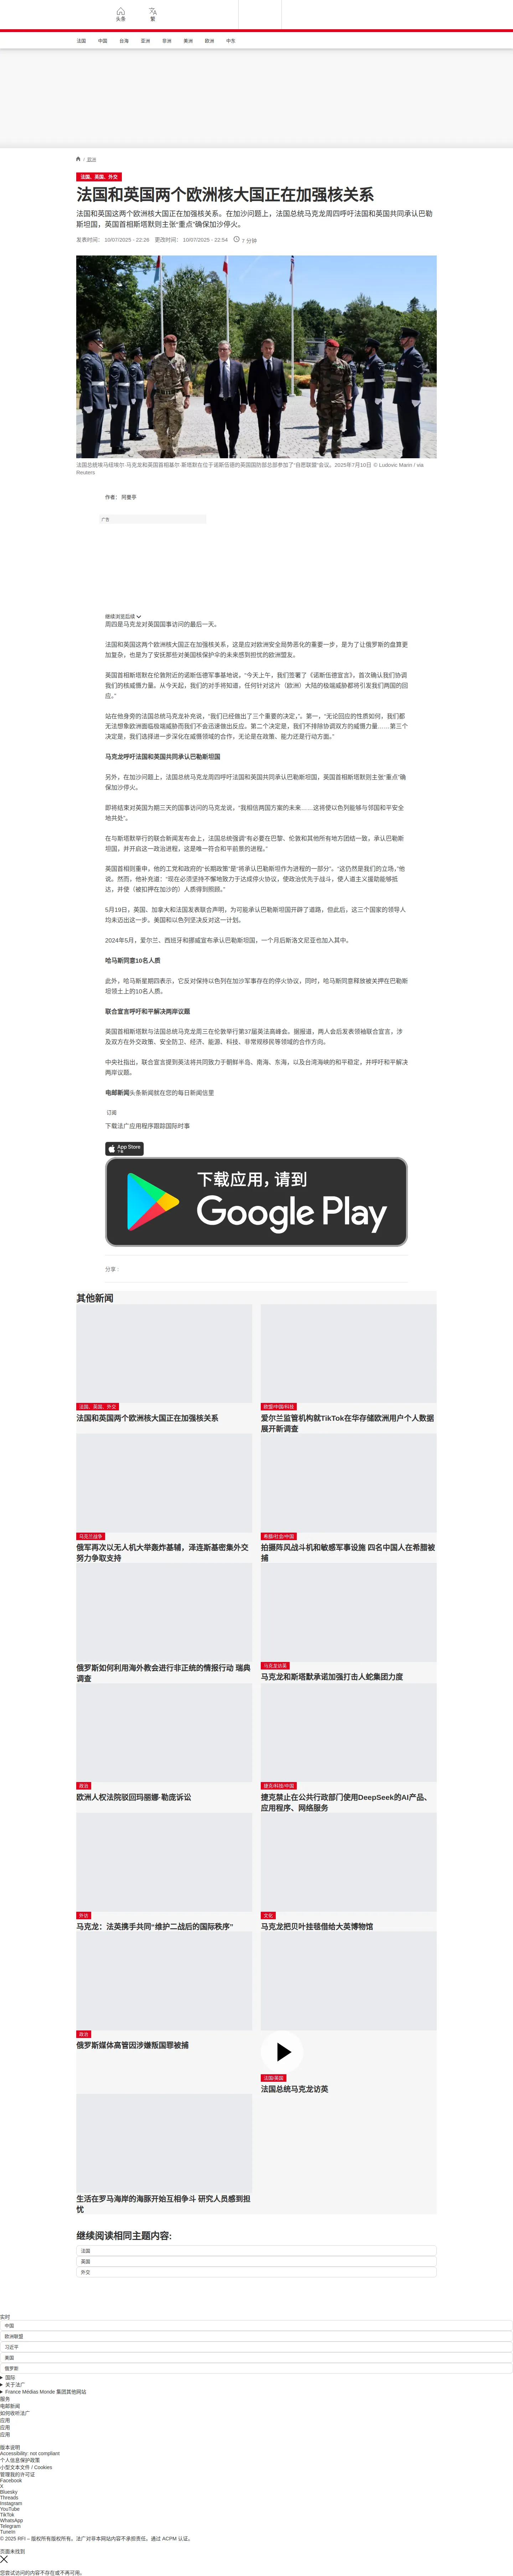 头条
繁
法国
中国
台海
亚洲
非洲
美洲
欧洲
中东
/ 欧洲
法国、英国、外交
法国和英国两个欧洲核大国正在加强核关系
法国和英国这两个欧洲核大国正在加强核关系。在加沙问题上，法国总统马克龙周四呼吁法国和英国共同承认巴勒
斯坦国，英国首相斯塔默则主张“重点”确保加沙停火。
发表时间： 10/07/2025 - 22:26 更改时间： 10/07/2025 - 22:54 7 分钟
法国总统埃马纽埃尔·马克龙和英国首相基尔·斯塔默在位于诺斯伍德的英国国防部总部参加了“自愿联盟”会议。2025年7月10日 © Ludovic Marin / via
Reuters
作者： 阿曼亭
广告
继续浏览后续
周四是马克龙对英国国事访问的最后一天。
法国和英国这两个欧洲核大国正在加强核关系，这是应对欧洲安全局势恶化的重要一步，是为了让俄罗斯的盘算更
加复杂，也是为了安抚那些对美国核保护伞的未来感到担忧的欧洲盟友。
英国首相斯塔默在伦敦附近的诺斯伍德军事基地说，“今天上午，我们签署了《诺斯伍德宣言》，首次确认我们协调
我们的核威慑力量。从今天起，我们的对手将知道，任何针对这片（欧洲）大陆的极端威胁都将引发我们两国的回
应。”
站在他身旁的法国总统马克龙补充说，“我们已经做出了三个重要的决定，”。第一，“无论回应的性质如何，我们都
无法想象欧洲面临极端威胁而我们不会迅速做出反应。第二个决定是，我们不排除协调双方的威慑力量……第三个
决定是，我们选择进一步深化在威慑领域的合作，无论是在政策、能力还是行动方面。”
马克龙呼吁法国和英国共同承认巴勒斯坦国
另外，在加沙问题上，法国总统马克龙周四呼吁法国和英国共同承认巴勒斯坦国，英国首相斯塔默则主张“重点”确
保加沙停火。
即将结束对英国为期三天的国事访问的马克龙说，“我相信两国方案的未来……这将使以色列能够与邻国和平安全
地共处”。
在与斯塔默举行的联合新闻发布会上，法国总统强调“有必要在巴黎、伦敦和其他所有地方团结一致，承认巴勒斯
坦国，并开启这一政治进程，这是唯一符合和平前景的进程。”
英国首相则重申，他的工党和政府的“长期政策”是“将承认巴勒斯坦作为进程的一部分”。“这仍然是我们的立场，”他
说。然而，他补充道：“现在必须坚持不懈地致力于达成停火协议，使政治优先于战斗，使人道主义援助能够抵
达，并使（被扣押在加沙的）人质得到照顾。”
5月19日，英国、加拿大和法国发表联合声明，为可能承认巴勒斯坦国开辟了道路，但此后，这三个国家的领导人
均未迈出这一步。美国和以色列坚决反对这一计划。
2024年5月，爱尔兰、西班牙和挪威宣布承认巴勒斯坦国，一个月后斯洛文尼亚也加入其中。
哈马斯同意10名人质
此外，哈马斯星期四表示，它反对保持以色列在加沙军事存在的停火协议，同时，哈马斯同意释放被关押在巴勒斯
坦领土上的10名人质。
联合宣言呼吁和平解决两岸议题
英国首相斯塔默与法国总统马克龙周三在伦敦举行第37届英法高峰会。据报道，两人会后发表领袖联合宣言，涉
及双方在外交政策、安全防卫、经济、能源、科技、非常规移民等领域的合作方向。
中央社指出，联合宣言提到英法将共同致力于朝鲜半岛、南海、东海，以及台湾海峡的和平稳定，并呼吁和平解决
两岸议题。
电邮新闻头条新闻就在您的每日新闻信里
订阅
下载法广应用程序跟踪国际时事
App Store
下载
下载应用，请到
Google Play
分享 :
其他新闻
法国、英国、外交
法国和英国两个欧洲核大国正在加强核关系
欧盟/中国/科技
爱尔兰监管机构就TikTok在华存储欧洲用户个人数据
展开新调查
乌克兰战争
俄军再次以无人机大举轰炸基辅，泽连斯基密集外交
努力争取支持
希腊/社会/中国
拍摄阵风战斗机和敏感军事设施 四名中国人在希腊被
捕
俄罗斯如何利用海外教会进行非正统的情报行动 瑞典
调查
马克龙访英
马克龙和斯塔默承诺加强打击人蛇集团力度
政治
欧洲人权法院驳回玛丽娜·勒庞诉讼
捷克/科技/中国
捷克禁止在公共行政部门使用DeepSeek的AI产品、
应用程序、网络服务
外访
马克龙：法英携手共同“维护二战后的国际秩序”
文化
马克龙把贝叶挂毯借给大英博物馆
政治
俄罗斯媒体高管因涉嫌叛国罪被捕
法国/英国
法国总统马克龙访英
生活在罗马海岸的海豚开始互相争斗 研究人员感到担
忧
继续阅读相同主题内容:
法国
英国
外交
实时
中国
欧洲联盟
习近平
美国
俄罗斯
国际
关于法广
France Médias Monde 集团其他网站
服务
电邮新闻
如何收听法广
应用
应用
应用
版本说明
Accessibility: not compliant
个人信息保护政策
小型文本文件 / Cookies
管理我的许可证
Facebook
X
Bluesky
Threads
Instagram
YouTube
TikTok
WhatsApp
Telegram
TuneIn
© 2025 RFI – 版权所有版权所有。法广对非本网站内容不承担责任。通过 ACPM 认证。
页面未找到
您尝试访问的内容不存在或不再可用。